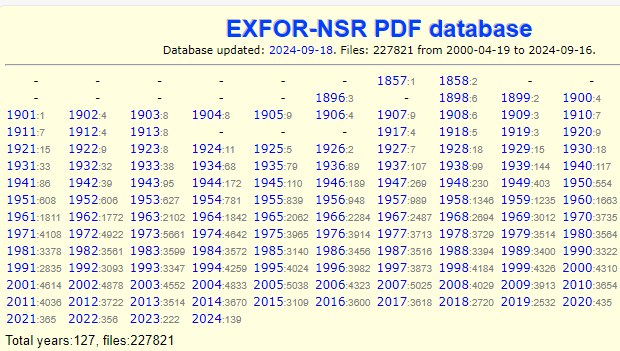 EXFOR-NSR PDF database
Database updated: 2024-09-18. Files: 227821 from 2000-04-19 to 2024-09-16.
- - - - - - 1857:1 1858:2 - -
- - - - - 1896:3 - 1898:6 1899:2 1900:4
1901:1 1902:4 1903:8 1904:8 1905:9 1906:4 1907:9 1908:6 1909:3 1910:7
1911:7 1912:4 1913:8 - - - 1917:4 1918:5 1919:3 1920:9
1921:15 1922:9 1923:8 1924:11 1925:5 1926:2 1927:7 1928:18 1929:15 1930:18
1931:33 1932:32 1933:38 1934:68 1935:79 1936:89 1937:107 1938:99 1939:144 1940:117
1941:86 1942:39 1943:95 1944:172 1945:110 1946:189 1947:269 1948:230 1949:403 1950:554
1951:608 1952:606 1953:627 1954:781 1955:839 1956:948 1957:989 1958:1346 1959:1235 1960:1663
1961:1811 1962:1772 1963:2102 1964:1842 1965:2062 1966:2284 1967:2487 1968:2694 1969:3012 1970:3735
1971:4108 1972:4922 1973:5661 1974:4642 1975:3965 1976:3914 1977:3713 1978:3729 1979:3514 1980:3564
1981:3378 1982:3561 1983:3599 1984:3572 1985:3140 1986:3456 1987:3516 1988:3394 1989:3400 1990:3322
1991:2835 1992:3093 1993:3347 1994:4259 1995:4024 1996:3982 1997:3873 1998:4184 1999:4326 2000:4310
2001:4614 2002:4878 2003:4552 2004:4833 2005:5058 2006:4323 2007:5025 2008:4029 2009:3913 2010:3654
2011:4036 2012:3722 2013:3514 2014:3670 2015:3109 2016:3600 2017:3618 2018:2720 2019:2532 2020:435
2021:365 2022:356 2023:222 2024:139
Total years:127, files:227821